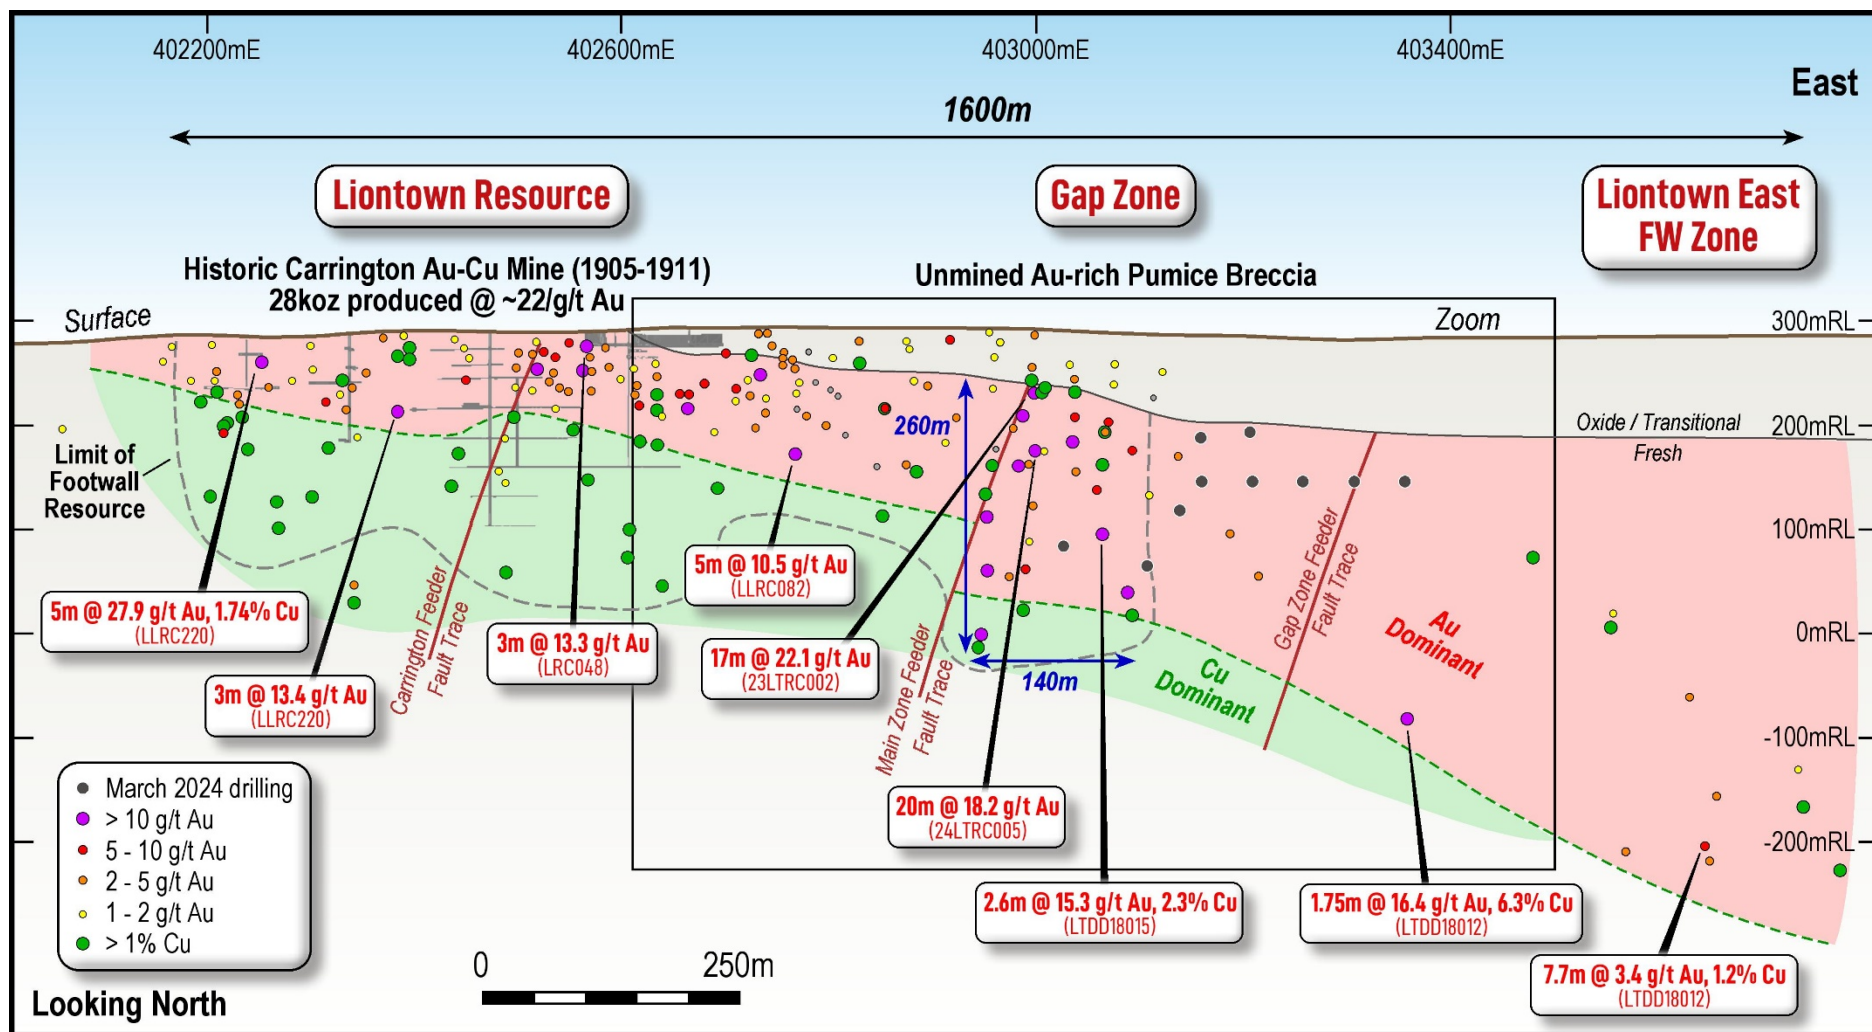 402200mE
402600mE
403000mE
403400mE
East
1600m
Liontown Resource
Gap Zone
Liontown East
FW Zone
Historic Carrington Au-Cu Mine (1905-1911)
28koz produced @ ~22/g/t Au
Unmined Au-rich Pumice Breccia
Surface
Zoom
300mRL
Oxide / Transitional
200mRL
Fresh
260m
Limit of
Footwall
Resource
100mRL
5m @ 10.5 g/t Au
(LLRC082)
5m @ 27.9 g/t Au, 1.74% Cu
(LLRC220)
Carrington Feeder
Fault Trace
3m @ 13.3 g/t Au
(LRC048)
17m @ 22.1 g/t Au
(23LTRC002)
Main Zone Feeder
Fault Trace
140m
Gap Zone Feeder
Fault Trace
Au
Dominant
Cu
Dominant
0mRL
3m @ 13.4 g/t Au
(LLRC220)
-100mRL
20m @ 18.2 g/t Au
(24LTRC005)
-200mRL
March 2024 drilling
> 10 g/t Au
5 - 10 g/t Au
2 - 5 g/t Au
1 - 2 g/t Au
> 1% Cu
2.6m @ 15.3 g/t Au, 2.3% Cu
(LTDD18015)
1.75m @ 16.4 g/t Au, 6.3% Cu
(LTDD18012)
7.7m @ 3.4 g/t Au, 1.2% Cu
(LTDD18012)
0
250m
Looking North